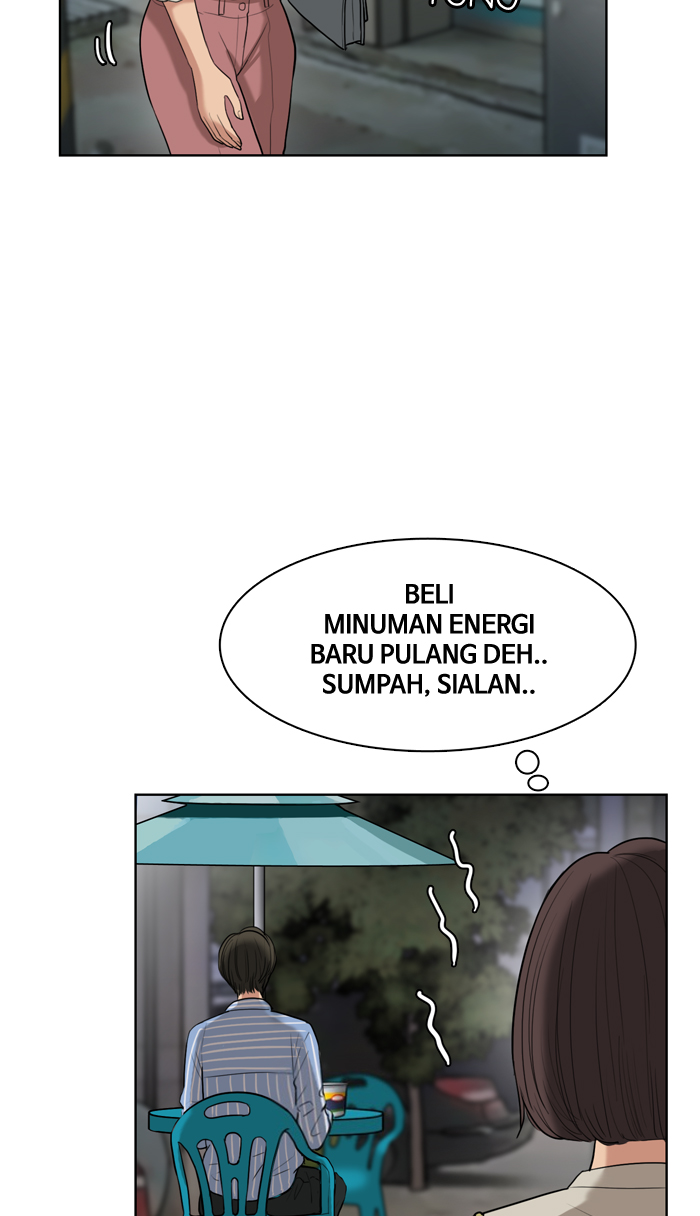 BELI
MINUMAN ENERGI
BARU PULANG DEH..
SUMPAH, SIALAN..